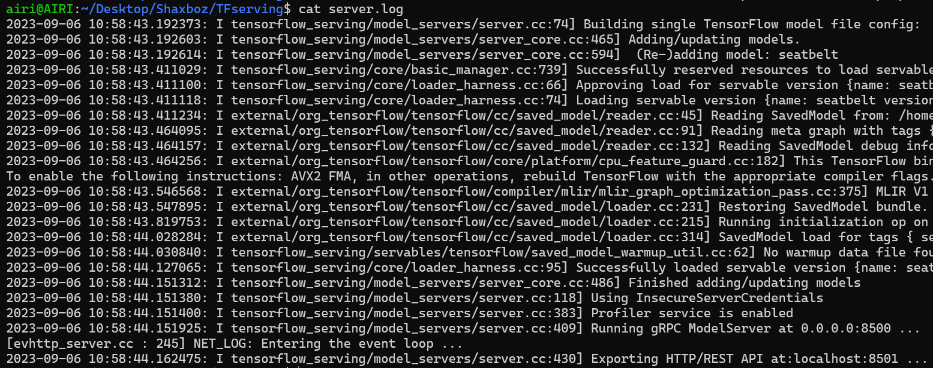 airi@AIRI:~/Desktop/Shaxboz/TFserving$ cat server.log
2023-09-06 10:58:43.192373: I tensorflow_serving/model_servers/server.cc:74] Building single TensorFlow model file config:
2023-09-06 10:58:43.192603: I tensorflow_serving/model_servers/server_core.cc:465] Adding/updating models.
2023-09-06 10:58:43.192614: I tensorflow_serving/model_servers/server_core.cc:594]  (Re-)adding model: seatbelt
2023-09-06 10:58:43.411029: I tensorflow_serving/core/basic_manager.cc:739] Successfully reserved resources to load servable
2023-09-06 10:58:43.411100: I tensorflow_serving/core/loader_harness.cc:66] Approving load for servable version {name: seatb
2023-09-06 10:58:43.411118: I tensorflow_serving/core/loader_harness.cc:74] Loading servable version {name: seatbelt version
2023-09-06 10:58:43.411234: I external/org_tensorflow/tensorflow/cc/saved_model/reader.cc:45] Reading SavedModel from: /home
2023-09-06 10:58:43.464095: I external/org_tensorflow/tensorflow/cc/saved_model/reader.cc:91] Reading meta graph with tags {
2023-09-06 10:58:43.464157: I external/org_tensorflow/tensorflow/cc/saved_model/reader.cc:132] Reading SavedModel debug info
2023-09-06 10:58:43.464256: I external/org_tensorflow/tensorflow/core/platform/cpu_feature_guard.cc:182] This TensorFlow bin
To enable the following instructions: AVX2 FMA, in other operations, rebuild TensorFlow with the appropriate compiler flags.
2023-09-06 10:58:43.546568: I external/org_tensorflow/tensorflow/compiler/mlir/mlir_graph_optimization_pass.cc:375] MLIR V1
2023-09-06 10:58:43.547895: I external/org_tensorflow/tensorflow/cc/saved_model/loader.cc:231] Restoring SavedModel bundle.
2023-09-06 10:58:43.819753: I external/org_tensorflow/tensorflow/cc/saved_model/loader.cc:215] Running initialization op on
2023-09-06 10:58:44.028284: I external/org_tensorflow/tensorflow/cc/saved_model/loader.cc:314] SavedModel load for tags { se
2023-09-06 10:58:44.030840: I tensorflow_serving/servables/tensorflow/saved_model_warmup_util.cc:62] No warmup data file fou
2023-09-06 10:58:44.127065: I tensorflow_serving/core/loader_harness.cc:95] Successfully loaded servable version {name: seat
2023-09-06 10:58:44.151312: I tensorflow_serving/model_servers/server_core.cc:486] Finished adding/updating models
2023-09-06 10:58:44.151380: I tensorflow_serving/model_servers/server.cc:118] Using InsecureServerCredentials
2023-09-06 10:58:44.151400: I tensorflow_serving/model_servers/server.cc:383] Profiler service is enabled
2023-09-06 10:58:44.151925: I tensorflow_serving/model_servers/server.cc:409] Running gRPC ModelServer at 0.0.0.0:8500 ...
[evhttp_server.cc : 245] NET_LOG: Entering the event loop ...
2023-09-06 10:58:44.162475: I tensorflow_serving/model_servers/server.cc:430] Exporting HTTP/REST API at:localhost:8501 ...